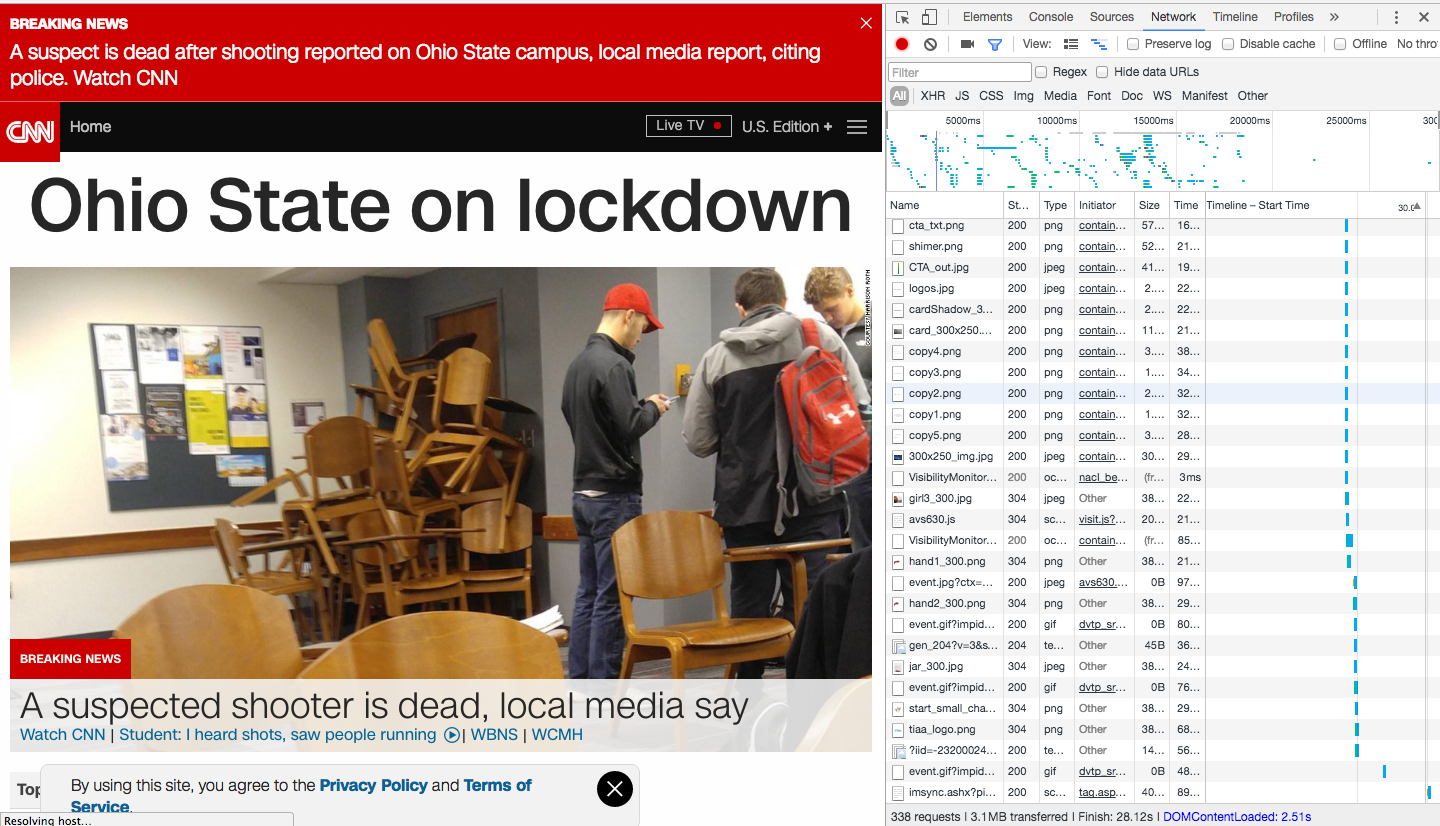 BREAKING NEWS
A suspect is dead after shooting reported on Ohio State campus, local media report, citing
police. Watch CNN
CNN
Home
Live TV
U.S. Edition +
Ohio State on lockdown
BREAKING NEWS
A suspected shooter is dead, local media say
Watch CNN | Student: I heard shots, saw people running | WBNS | WCMH
Top
By using this site, you agree to the Privacy Policy and Terms of
Service.
Resolving host...
Elements Console Sources Network Timeline Profiles »
View: Preserve log Disable cache Offline No thro
Filter Regex Hide data URLs
All XHR JS CSS Img Media Font Doc WS Manifest Other
5000ms 10000ms 15000ms 20000ms 25000ms 300
Name St... Type Initiator Size Time Timeline – Start Time 30.0
cta_txt.png 200 png contain... 57... 16...
shimer.png 200 png contain... 52... 21...
CTA_out.jpg 200 jpeg contain... 41... 19...
logos.jpg 200 jpeg contain... 2.... 22...
cardShadow_3... 200 png contain... 2.... 22...
card_300x250.... 200 png contain... 11... 21...
copy4.png 200 png contain... 3.... 38...
copy3.png 200 png contain... 1.... 34...
copy2.png 200 png contain... 2.... 32...
copy1.png 200 png contain... 1.... 32...
copy5.png 200 png contain... 3.... 28...
300x250_img.jpg 200 jpeg contain... 30... 29...
VisibilityMonitor... 200 oc... nacl_be... (fr... 3 ms
girl3_300.jpg 304 jpeg Other 38... 22...
avs630.js 304 sc... visit.js?... 20... 21...
VisibilityMonitor... 200 oc... contain... (fr... 85...
hand1_300.png 304 png Other 38... 21...
event.jpg?ctx=... 200 jpeg avs630.... 0B 97...
hand2_300.png 304 png Other 38... 29...
event.gif?impid... 200 gif dvtp_sr... 0B 80...
gen_204?v=3&s... 204 te... Other 45B 36...
jar_300.jpg 304 jpeg Other 38... 24...
event.gif?impid... 200 gif dvtp_sr... 0B 76...
start_small_cha... 304 png Other 38... 29...
tiaa_logo.png 304 png Other 38... 68...
?iid=-23200024... 200 te... Other 14... 56...
event.gif?impid... 200 gif dvtp_sr... 0B 48...
imsync.ashx?pi... 200 sc... tag.asp... 40... 89...
338 requests | 3.1MB transferred | Finish: 28.12s | DOMContentLoaded: 2.51s